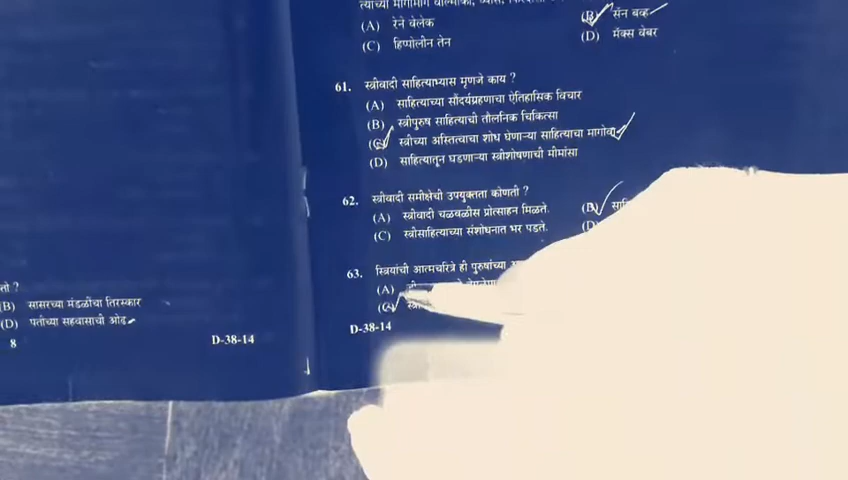 (A) रेने वेलेक
(B) सॅन बव्ह
(C) हिप्पोलीन तेन
(D) मॅक्स वेबर
61. स्त्रीवादी साहित्याभ्यास म्हणजे काय ?
(A) साहित्याच्या सौंदर्यग्रहणाचा ऐतिहासिक विचार
(B) स्त्रीपुरुष साहित्याची तौलनिक चिकित्सा
(C) स्त्रीच्या अस्तित्वाचा शोध घेणाऱ्या साहित्याचा मागोवा
(D) साहित्यातून घडणाऱ्या स्त्रीशोषणाची मीमांसा
62. स्त्रीवादी समीक्षेची उपयुक्तता कोणती ?
(A) स्त्रीवादी चळवळीस प्रोत्साहन मिळते.
(B)
(C) स्त्रीसाहित्याच्या संशोधनात भर पडते.
(D)
63. स्त्रियांची आत्मचरित्रे ही पुरुषांच्या
(A)
(C)
D-38-14
तो ?
(B) सासरच्या मंडळींचा तिरस्कार
(D) पतीच्या सहवासाची ओढ
8
D-38-14